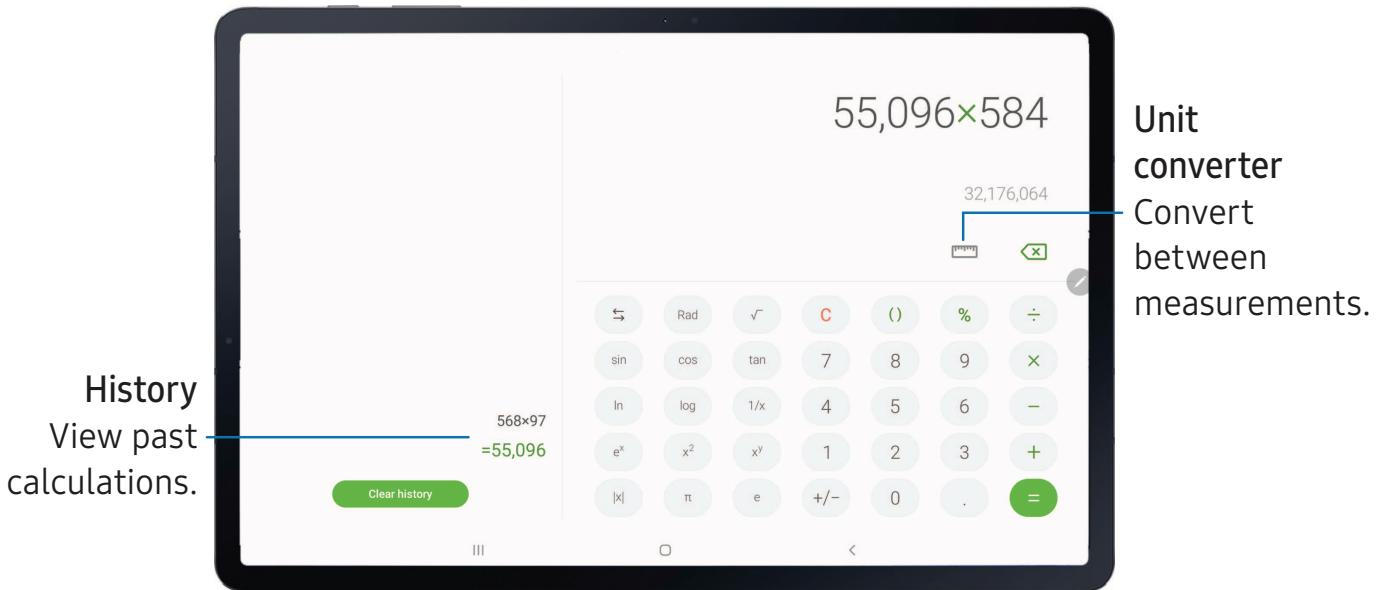 55,096×584
32,176,064
Unit
converter
Convert
between
measurements.
⇆ Rad √ C () % ÷
sin cos tan 7 8 9 ×
ln log 1/x 4 5 6 −
eˣ x² xʸ 1 2 3 +
|x| π e +/− 0 . =
History
View past
calculations.
568×97
=55,096
Clear history